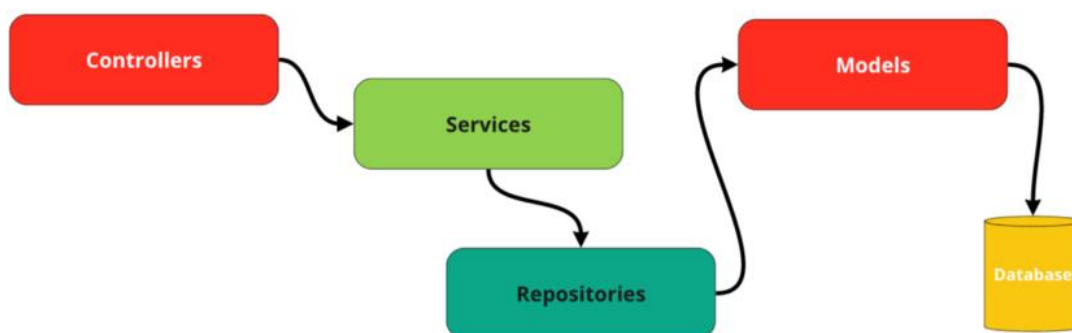 Controllers
Services
Repositories
Models
Database